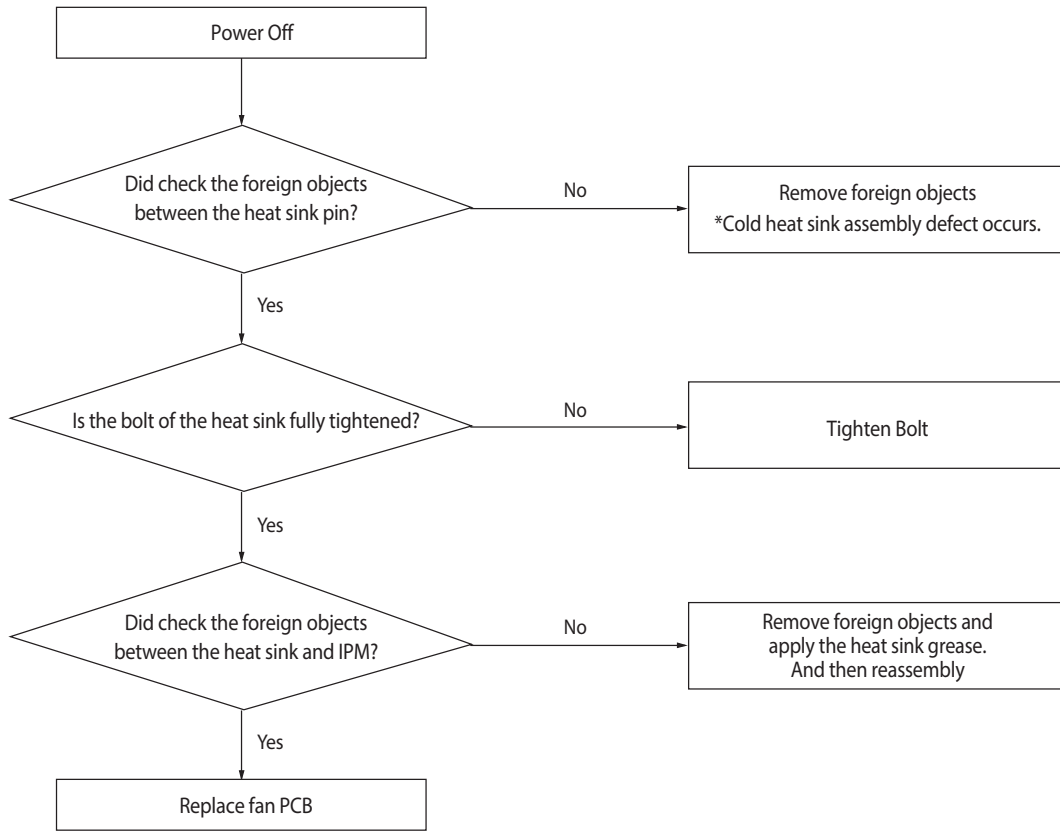 Power Off
Did check the foreign objects
between the heat sink pin?
No
Remove foreign objects
*Cold heat sink assembly defect occurs.
Yes
Is the bolt of the heat sink fully tightened?
No
Tighten Bolt
Yes
Did check the foreign objects
between the heat sink and IPM?
No
Remove foreign objects and
apply the heat sink grease.
And then reassembly
Yes
Replace fan PCB